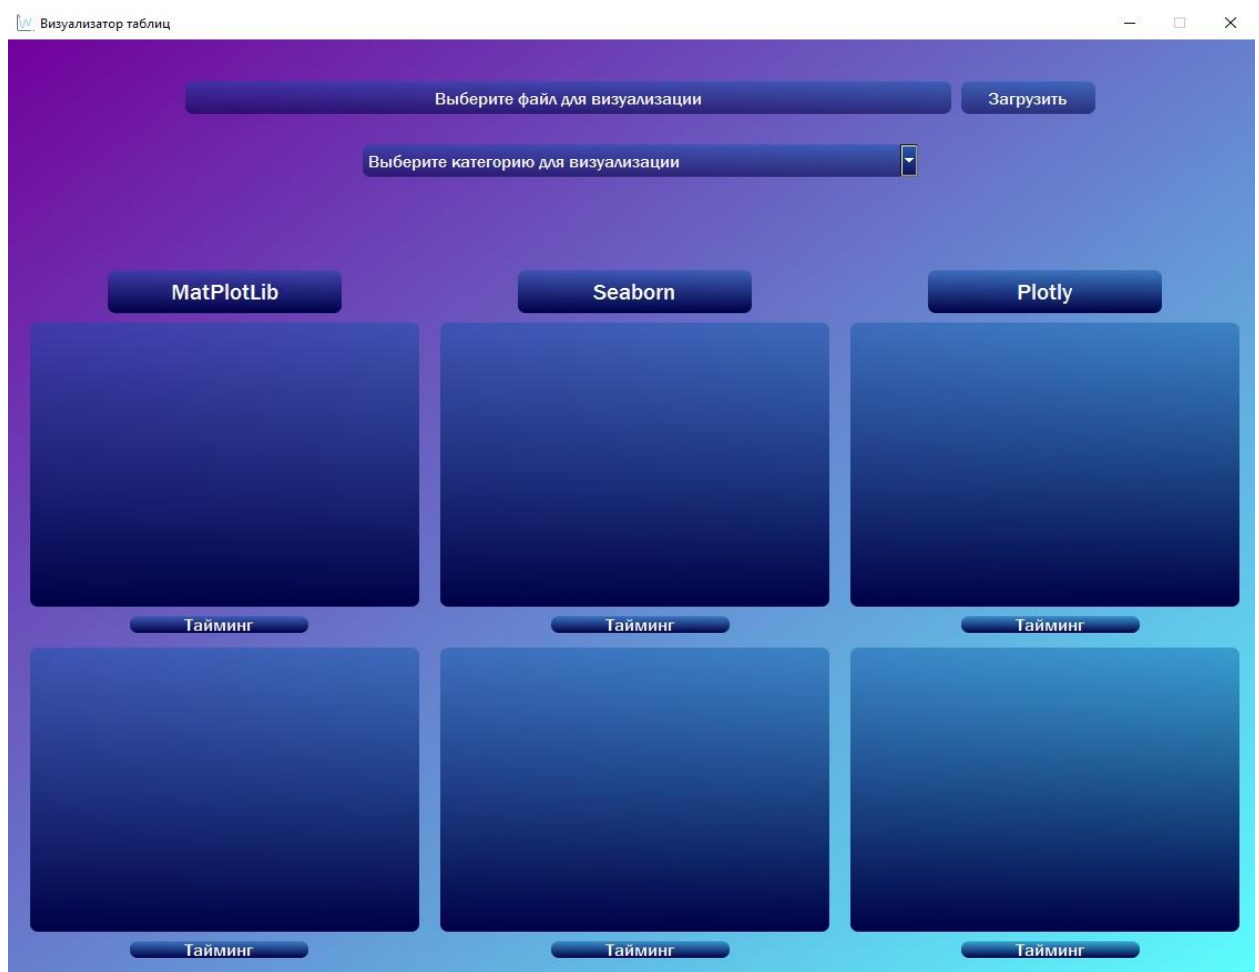 Визуализатор таблиц
Выберите файл для визуализации
Загрузить
Выберите категорию для визуализации
MatPlotLib
Seaborn
Plotly
Тайминг
Тайминг
Тайминг
Тайминг
Тайминг
Тайминг